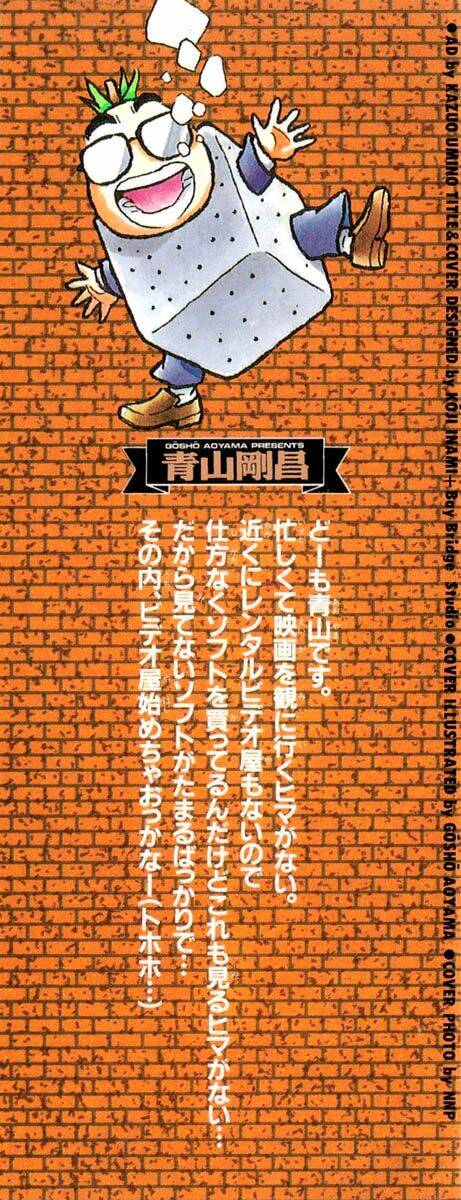 GŌSHŌ AOYAMA PRESENTS
青山剛昌
どーも青山です。
忙しくて映画を観に行くヒマがない。
近くにレンタルビデオ屋もないので
仕方なくソフトを買ってるんだけどこれも見るヒマがない…
だから見てないソフトがたまるばっかりで…
その内、ビデオ屋始めちゃおっかなー(トホホ…)
●AD by KAZUO UMINO TITLE&COVER DESIGNED by KOU INAMI+Bay Bridge Studio ●COVER ILLUSTRATED by GŌSHŌ AOYAMA ●COVER PHOTO by NNP